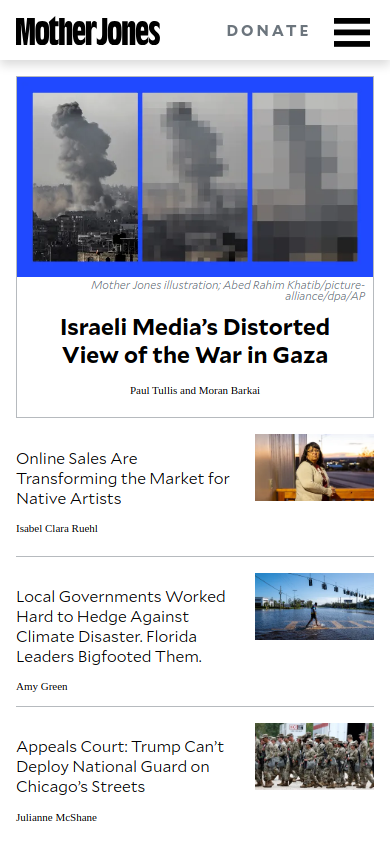 Mother Jones
DONATE
Mother Jones illustration; Abed Rahim Khatib/picture-
alliance/dpa/AP
Israeli Media’s Distorted
View of the War in Gaza
Paul Tullis and Moran Barkai
Online Sales Are
Transforming the Market for
Native Artists
Isabel Clara Ruehl
Local Governments Worked
Hard to Hedge Against
Climate Disaster. Florida
Leaders Bigfooted Them.
Amy Green
Appeals Court: Trump Can’t
Deploy National Guard on
Chicago’s Streets
Julianne McShane